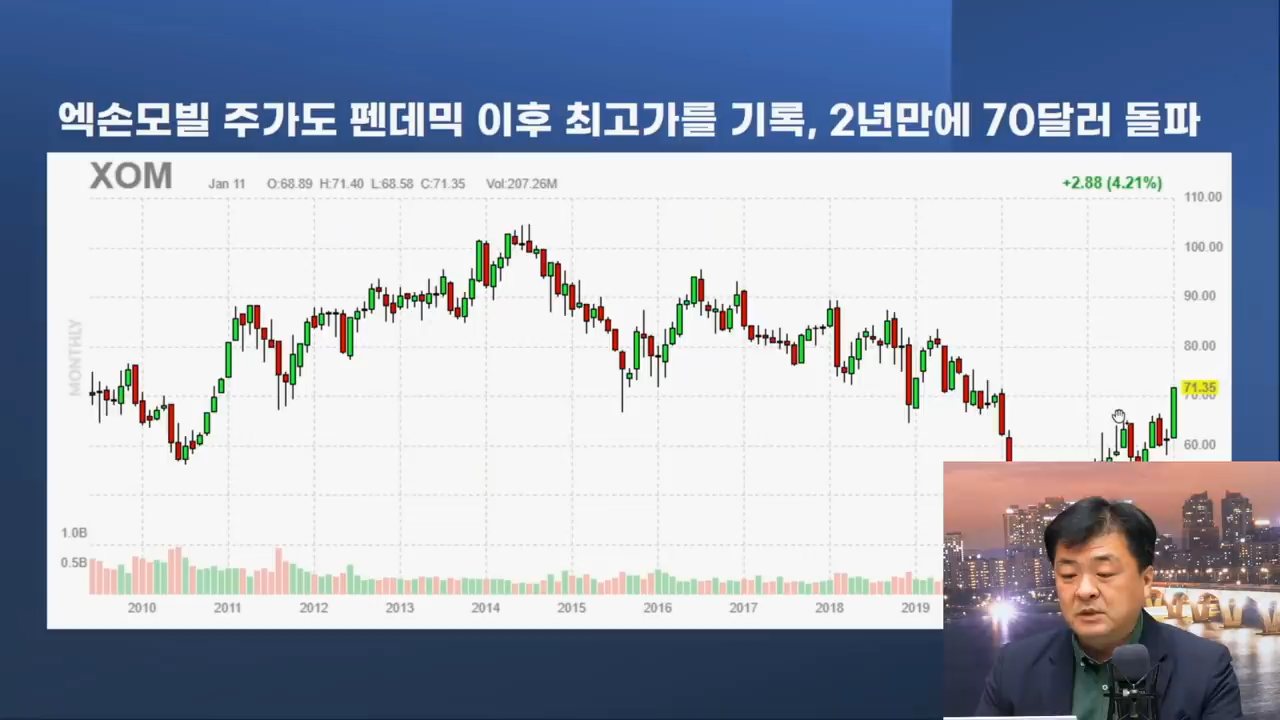 엑손모빌 주가도 펜데믹 이후 최고가를 기록, 2년만에 70달러 돌파
XOM Jan 11 O:68.89 H:71.40 L:68.58 C:71.35 Vol:207.26M +2.88 (4.21%)
110.00
100.00
90.00
80.00
71.35
70.00
60.00
MONTHLY
1.0B
0.5B
2010 2011 2012 2013 2014 2015 2016 2017 2018 2019